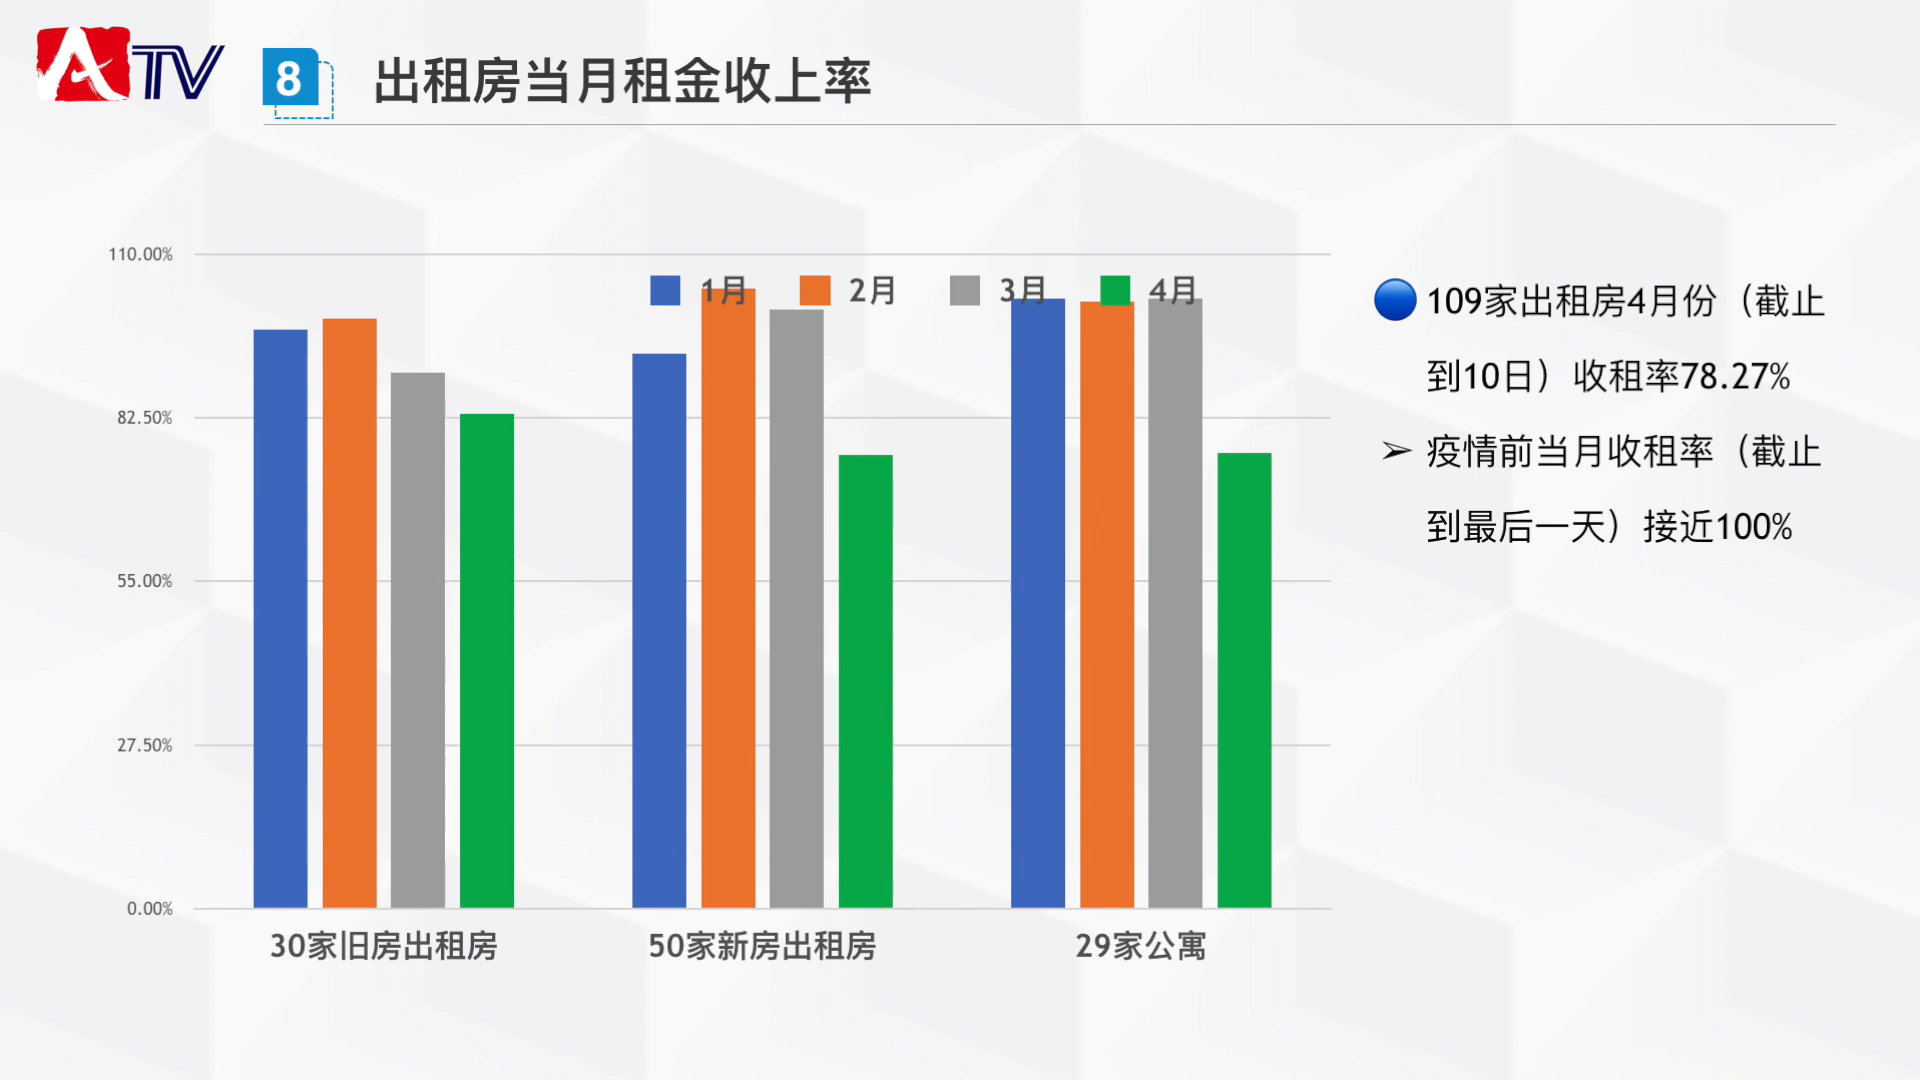 ATV
8
出租房当月租金收上率
110.00%
82.50%
55.00%
27.50%
0.00%
1月
2月
3月
4月
30家旧房出租房
50家新房出租房
29家公寓
109家出租房4月份（截止
到10日）收租率78.27%
➢ 疫情前当月收租率（截止
到最后一天）接近100%